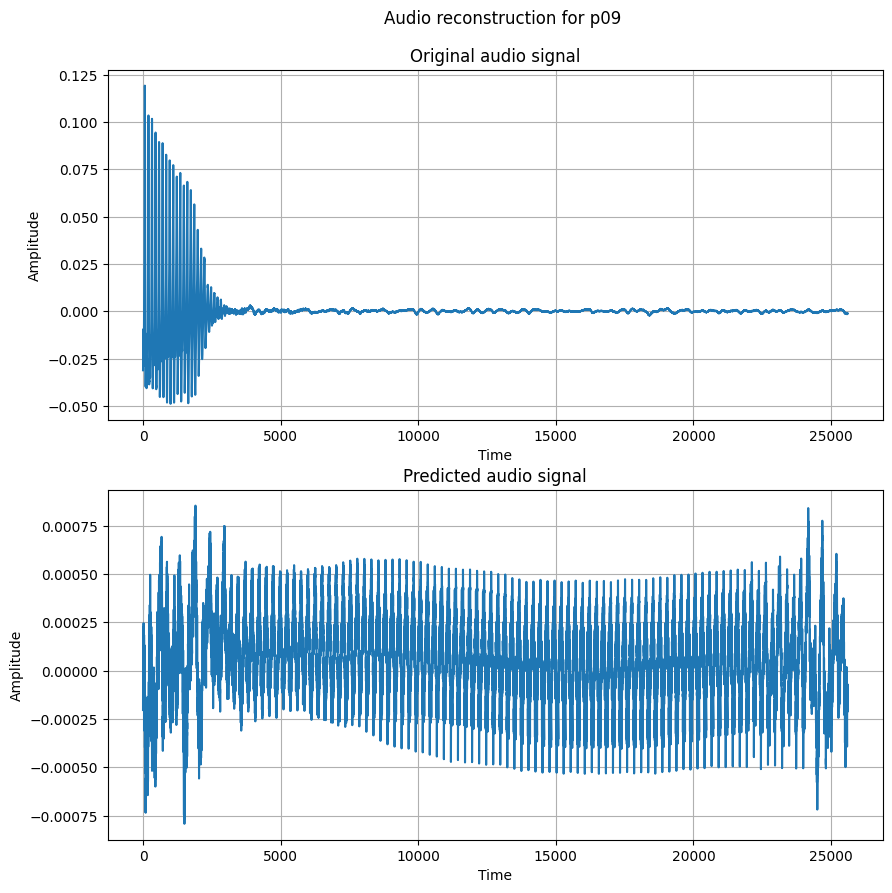 Audio reconstruction for p09
Original audio signal
0.125
0.100
0.075
0.050
0.025
0.000
−0.025
−0.050
Amplitude
0 5000 10000 15000 20000 25000
Time
Predicted audio signal
0.00075
0.00050
0.00025
0.00000
−0.00025
−0.00050
−0.00075
Amplitude
0 5000 10000 15000 20000 25000
Time